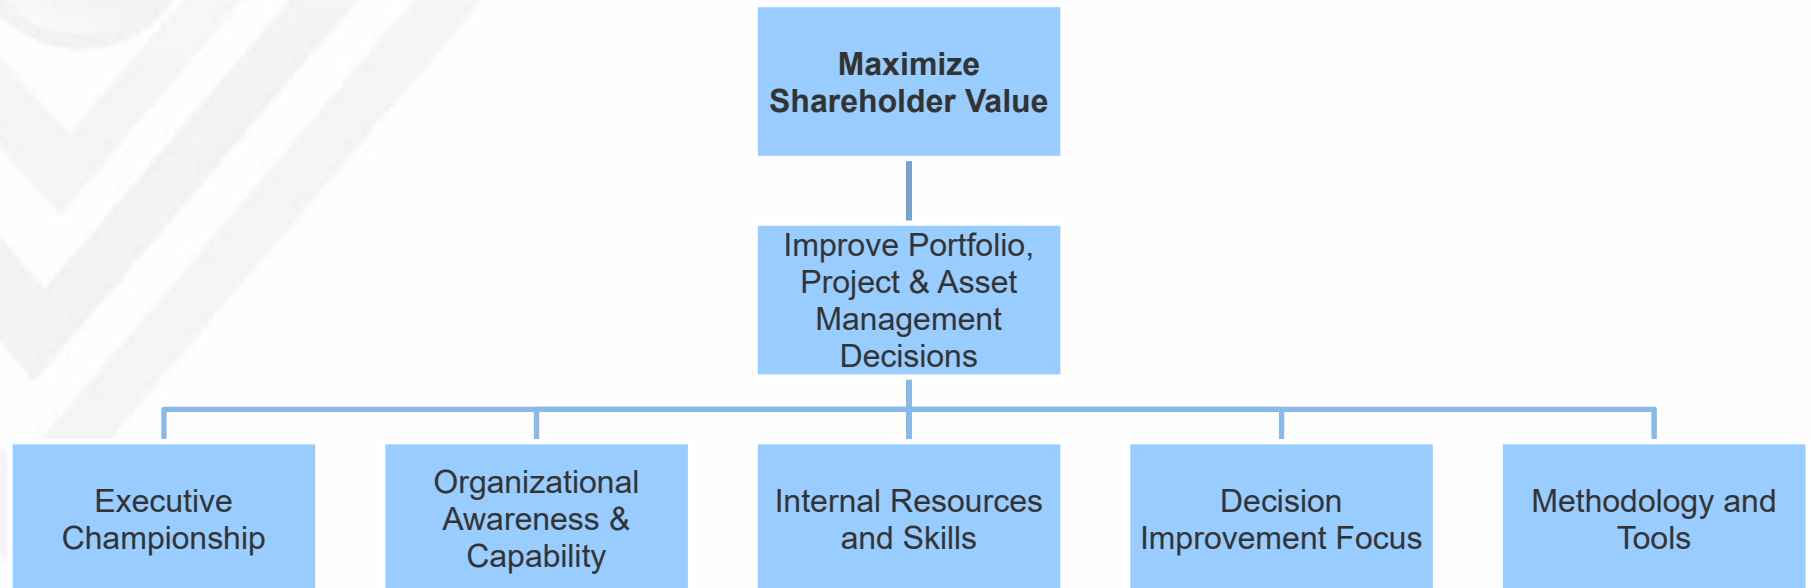 Maximize
Shareholder Value
Improve Portfolio,
Project & Asset
Management
Decisions
Executive
Championship
Organizational
Awareness &
Capability
Internal Resources
and Skills
Decision
Improvement Focus
Methodology and
Tools